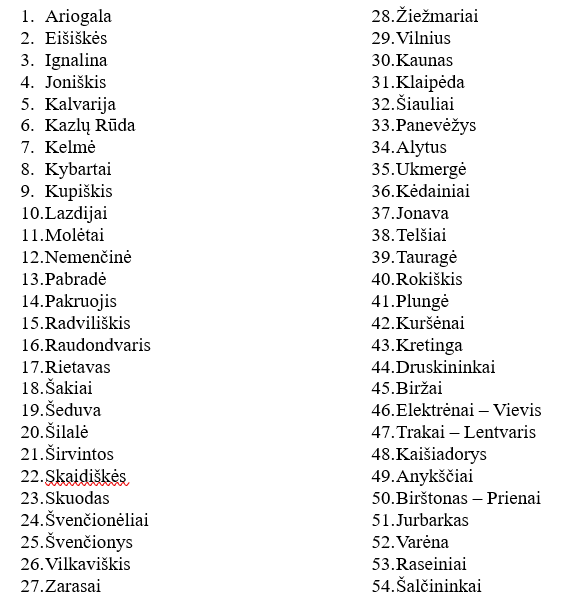 1. Ariogala
2. Eišiškės
3. Ignalina
4. Joniškis
5. Kalvarija
6. Kazlų Rūda
7. Kelmė
8. Kybartai
9. Kupiškis
10. Lazdijai
11. Molėtai
12. Nemenčinė
13. Pabradė
14. Pakruojis
15. Radviliškis
16. Raudondvaris
17. Rietavas
18. Šakiai
19. Šeduva
20. Šilalė
21. Širvintos
22. Skaidiškės
23. Skuodas
24. Švenčionėliai
25. Švenčionys
26. Vilkaviškis
27. Zarasai
28. Žiežmariai
29. Vilnius
30. Kaunas
31. Klaipėda
32. Šiauliai
33. Panevėžys
34. Alytus
35. Ukmergė
36. Kėdainiai
37. Jonava
38. Telšiai
39. Tauragė
40. Rokiškis
41. Plungė
42. Kuršėnai
43. Kretinga
44. Druskininkai
45. Biržai
46. Elektrėnai – Vievis
47. Trakai – Lentvaris
48. Kaišiadorys
49. Anykščiai
50. Birštonas – Prienai
51. Jurbarkas
52. Varėna
53. Raseiniai
54. Šalčininkai